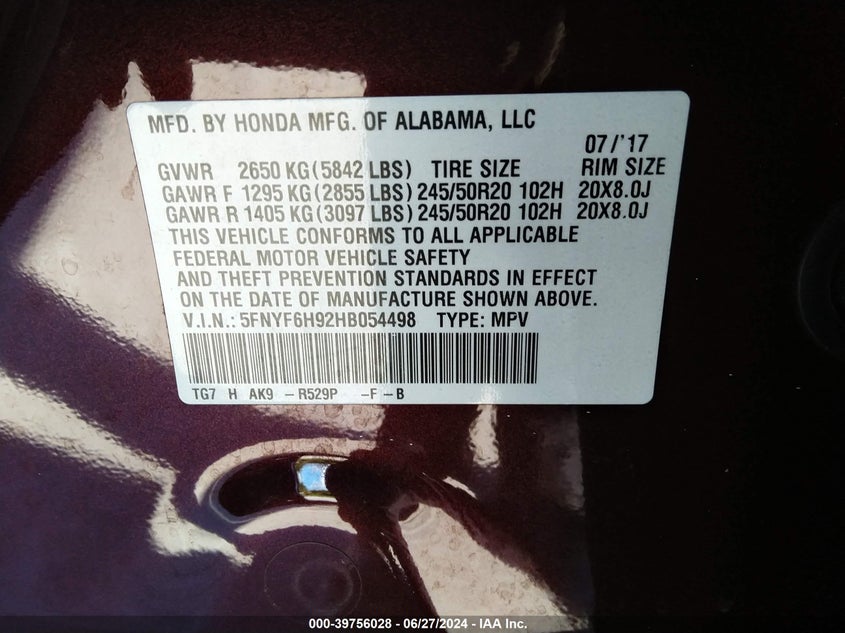 MFD. BY HONDA MFG. OF ALABAMA, LLC
07/'17
GVWR 2650 KG(5842 LBS) TIRE SIZE RIM SIZE
GAWR F 1295 KG(2855 LBS) 245/50R20 102H 20X8.0J
GAWR R 1405 KG(3097 LBS) 245/50R20 102H 20X8.0J
THIS VEHICLE CONFORMS TO ALL APPLICABLE
FEDERAL MOTOR VEHICLE SAFETY
AND THEFT PREVENTION STANDARDS IN EFFECT
ON THE DATE OF MANUFACTURE SHOWN ABOVE.
V.I.N.: 5FNYF6H92HB054498 TYPE: MPV
TG7 H AK9 -R529P -F-B
000-39756028 - 06/27/2024 - IAA Inc.